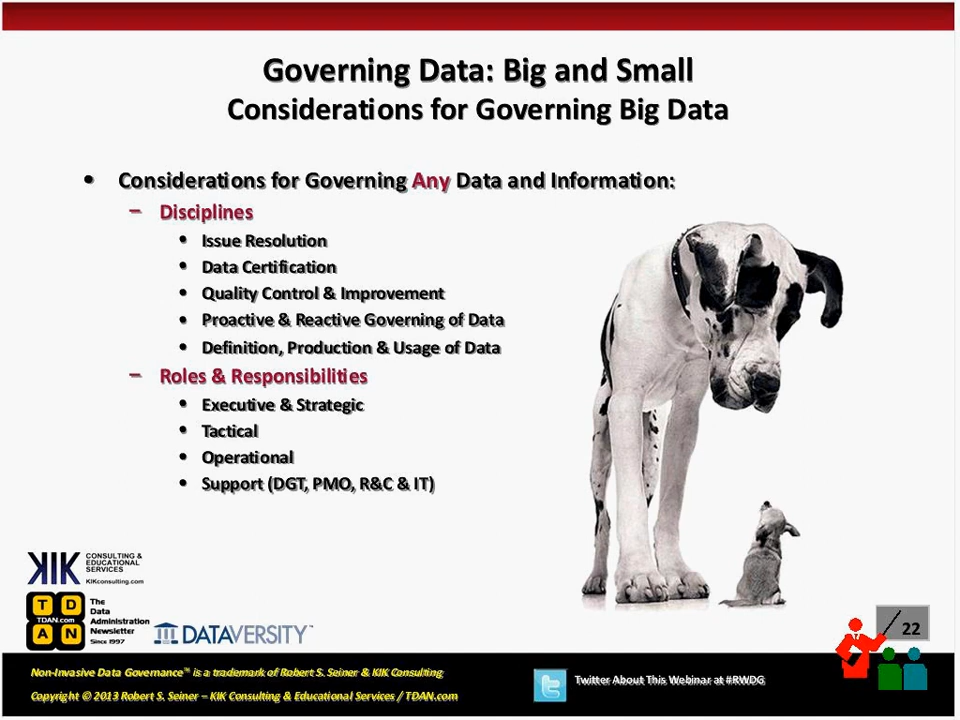 Governing Data: Big and Small
Considerations for Governing Big Data
• Considerations for Governing Any Data and Information:
– Disciplines
• Issue Resolution
• Data Certification
• Quality Control & Improvement
• Proactive & Reactive Governing of Data
• Definition, Production & Usage of Data
– Roles & Responsibilities
• Executive & Strategic
• Tactical
• Operational
• Support (DGT, PMO, R&C & IT)
KIK
CONSULTING &
EDUCATIONAL
SERVICES
KIKconsulting.com
T D
TDAN.com
A N
The
Data
Administration
Newsletter
Since 1997
DATAVERSITY™
22
Non-Invasive Data Governance™ is a trademark of Robert S. Seiner & KIK Consulting
Copyright © 2013 Robert S. Seiner – KIK Consulting & Educational Services / TDAN.com
Twitter About This Webinar at #RWDG